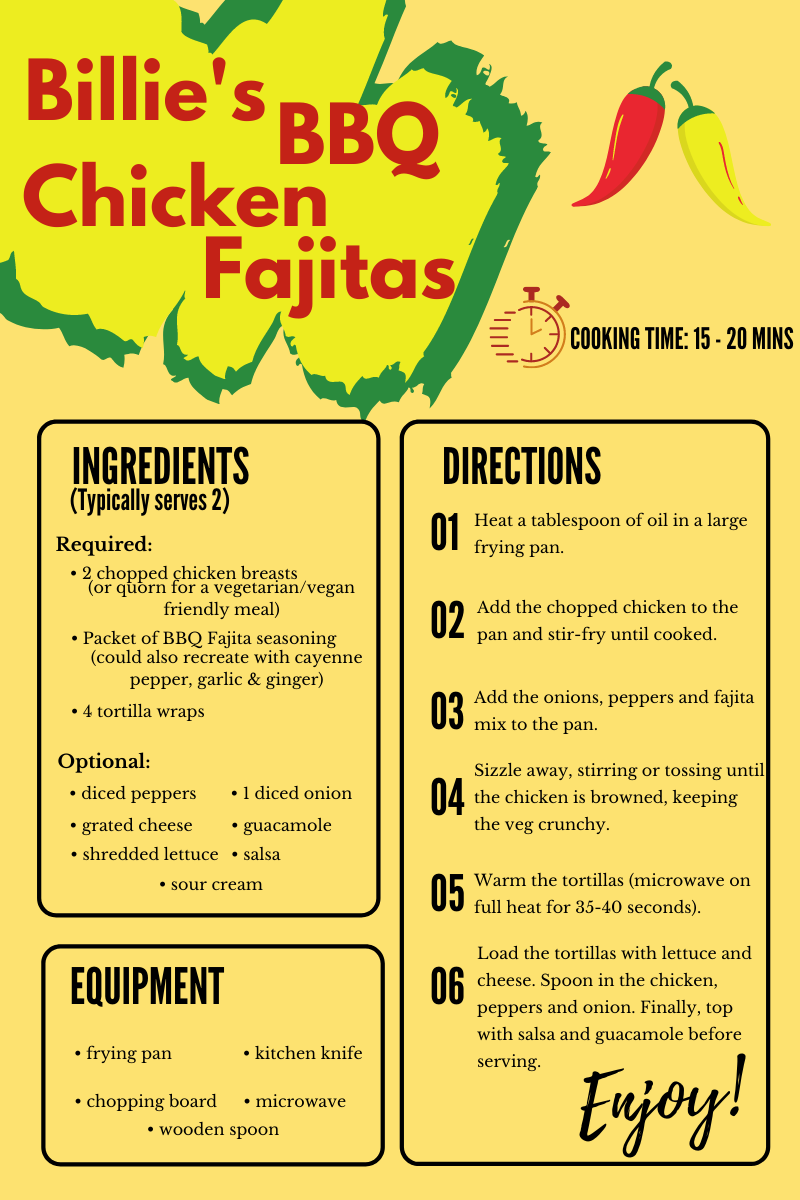 Billie's
BBQ
Chicken
Fajitas
COOKING TIME: 15 - 20 MINS
INGREDIENTS
(Typically serves 2)
Required:
• 2 chopped chicken breasts
(or quorn for a vegetarian/vegan
friendly meal)
• Packet of BBQ Fajita seasoning
(could also recreate with cayenne
pepper, garlic & ginger)
• 4 tortilla wraps
Optional:
• diced peppers • 1 diced onion
• grated cheese • guacamole
• shredded lettuce • salsa
• sour cream
EQUIPMENT
• frying pan • kitchen knife
• chopping board • microwave
• wooden spoon
DIRECTIONS
01 Heat a tablespoon of oil in a large
frying pan.
02 Add the chopped chicken to the
pan and stir-fry until cooked.
03 Add the onions, peppers and fajita
mix to the pan.
04 Sizzle away, stirring or tossing until
the chicken is browned, keeping
the veg crunchy.
05 Warm the tortillas (microwave on
full heat for 35-40 seconds).
06 Load the tortillas with lettuce and
cheese. Spoon in the chicken,
peppers and onion. Finally, top
with salsa and guacamole before
serving.
Enjoy!